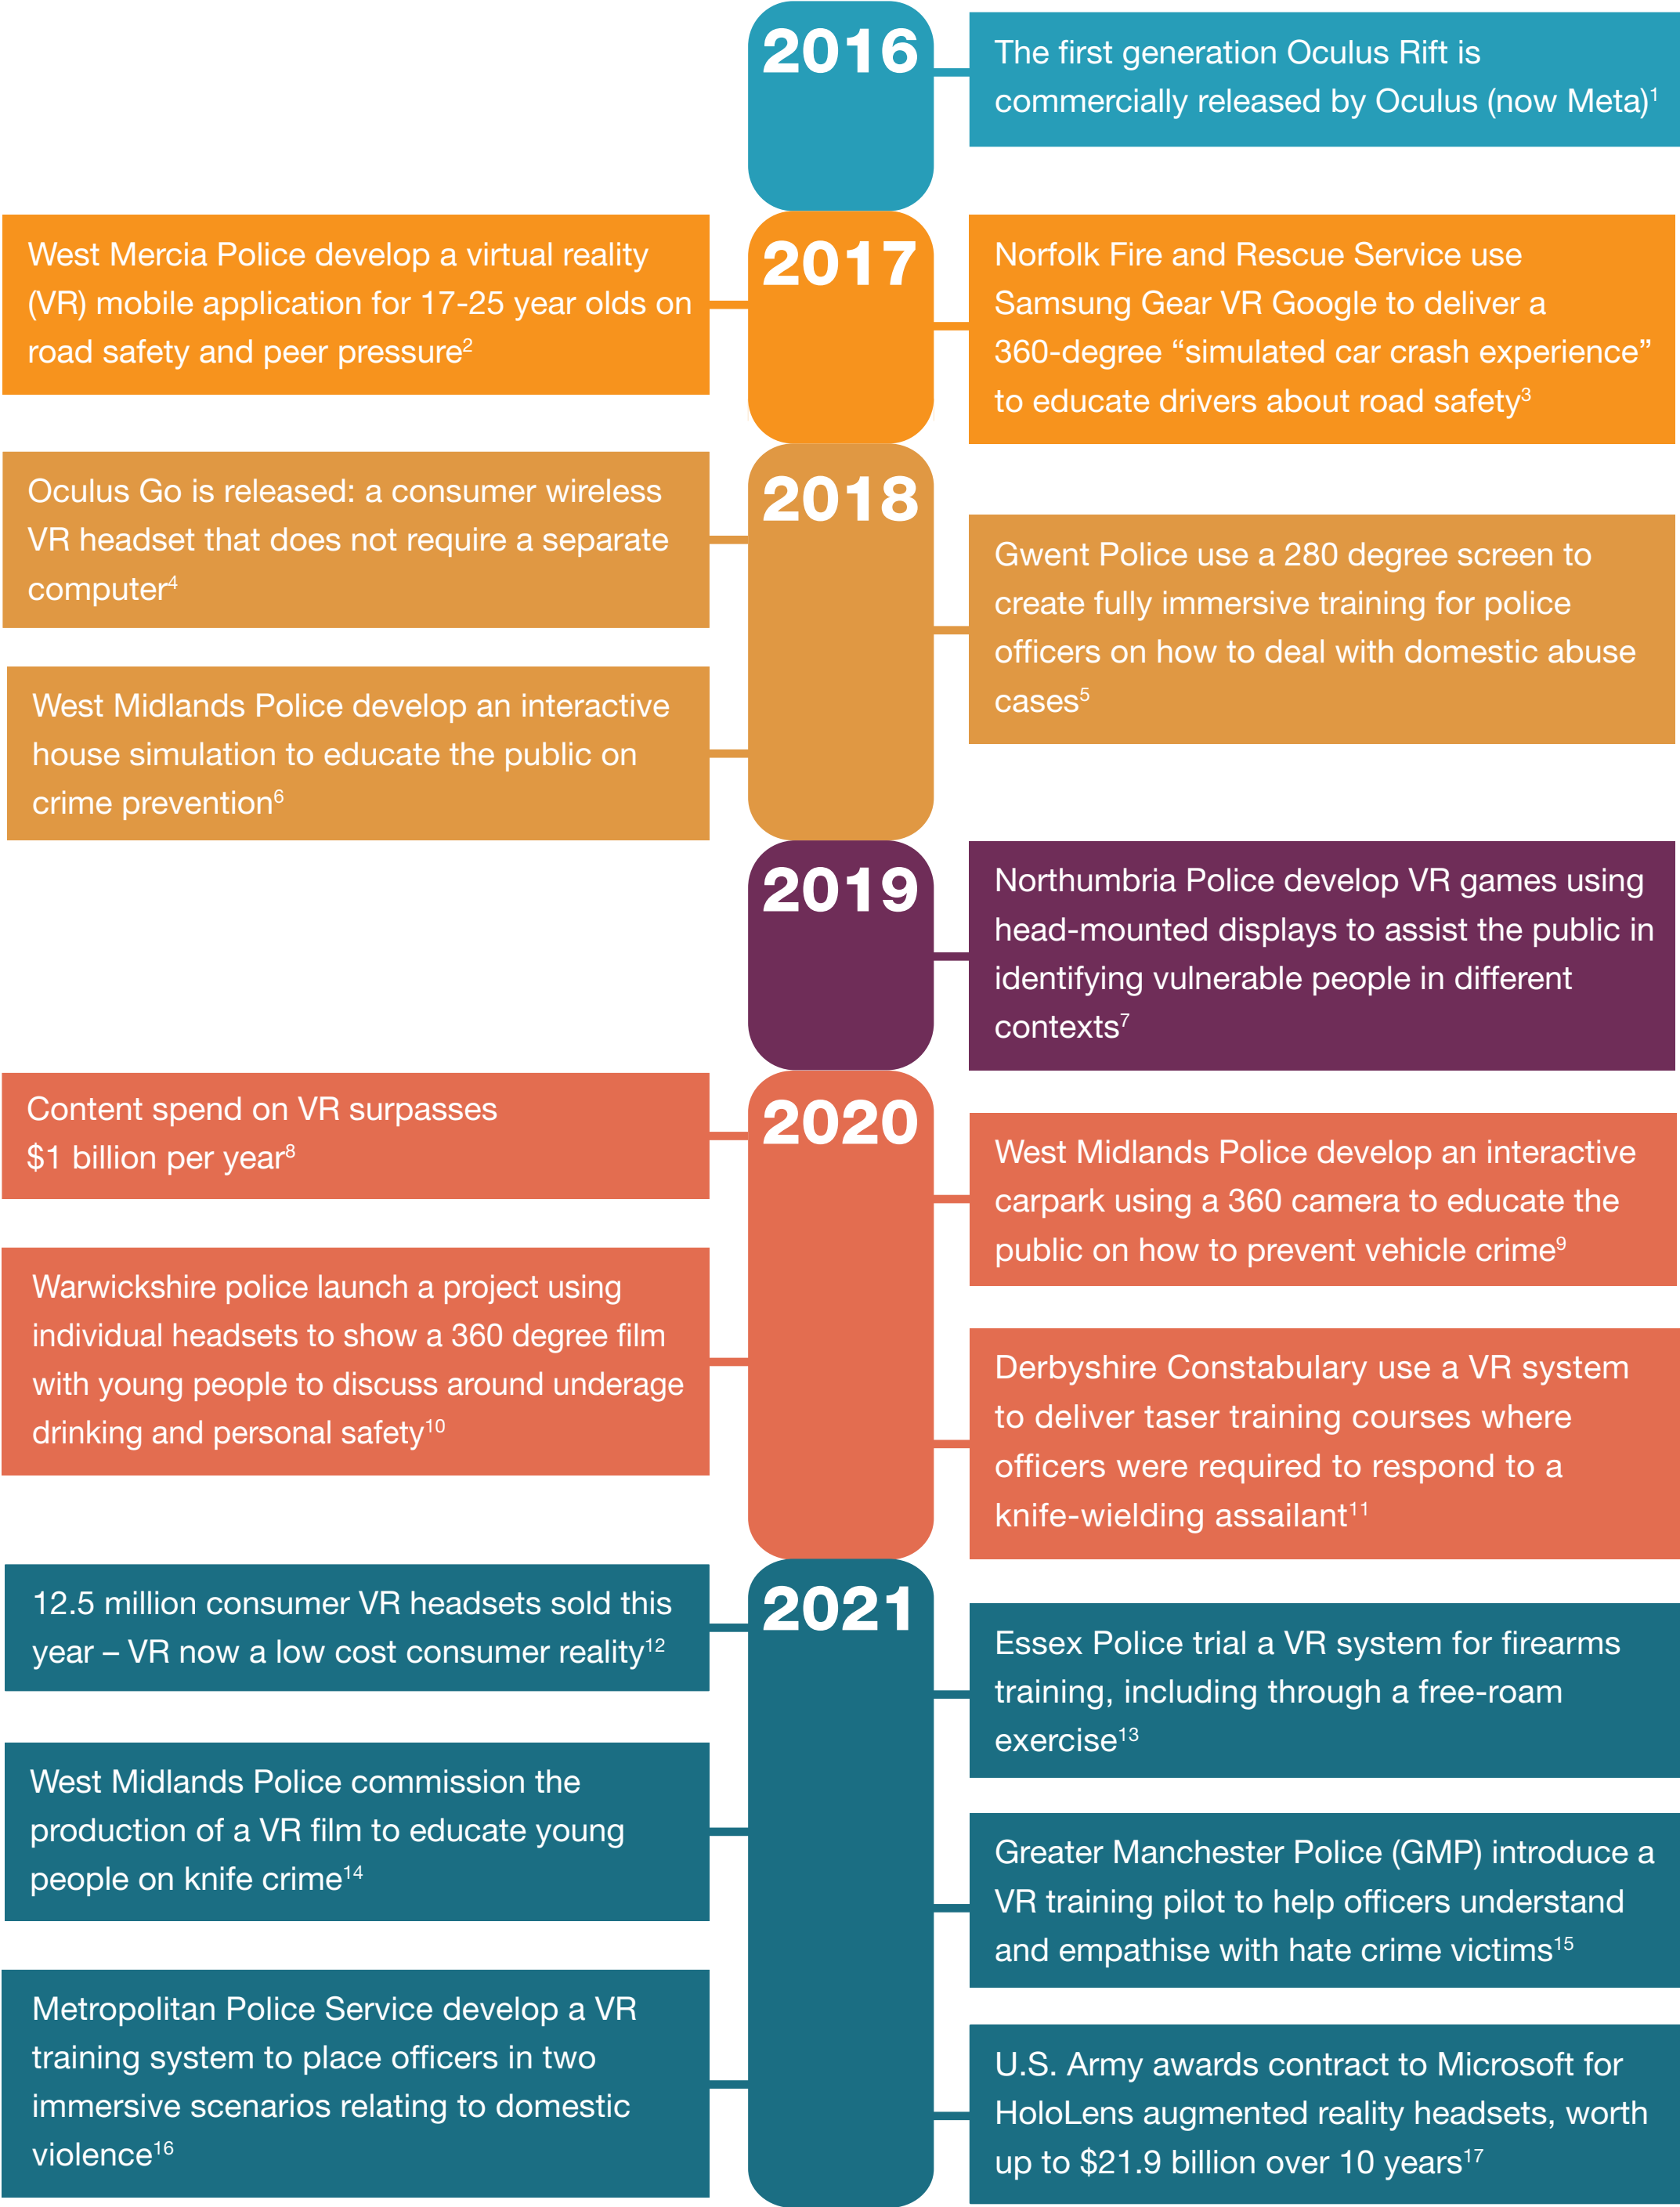 2016
The first generation Oculus Rift is
commercially released by Oculus (now Meta)¹
2017
West Mercia Police develop a virtual reality
(VR) mobile application for 17-25 year olds on
road safety and peer pressure²
Norfolk Fire and Rescue Service use
Samsung Gear VR Google to deliver a
360-degree “simulated car crash experience”
to educate drivers about road safety³
2018
Oculus Go is released: a consumer wireless
VR headset that does not require a separate
computer⁴
Gwent Police use a 280 degree screen to
create fully immersive training for police
officers on how to deal with domestic abuse
cases⁵
West Midlands Police develop an interactive
house simulation to educate the public on
crime prevention⁶
2019
Northumbria Police develop VR games using
head-mounted displays to assist the public in
identifying vulnerable people in different
contexts⁷
2020
Content spend on VR surpasses
$1 billion per year⁸
West Midlands Police develop an interactive
carpark using a 360 camera to educate the
public on how to prevent vehicle crime⁹
Warwickshire police launch a project using
individual headsets to show a 360 degree film
with young people to discuss around underage
drinking and personal safety¹⁰
Derbyshire Constabulary use a VR system
to deliver taser training courses where
officers were required to respond to a
knife-wielding assailant¹¹
2021
12.5 million consumer VR headsets sold this
year – VR now a low cost consumer reality¹²
Essex Police trial a VR system for firearms
training, including through a free-roam
exercise¹³
West Midlands Police commission the
production of a VR film to educate young
people on knife crime¹⁴
Greater Manchester Police (GMP) introduce a
VR training pilot to help officers understand
and empathise with hate crime victims¹⁵
Metropolitan Police Service develop a VR
training system to place officers in two
immersive scenarios relating to domestic
violence¹⁶
U.S. Army awards contract to Microsoft for
HoloLens augmented reality headsets, worth
up to $21.9 billion over 10 years¹⁷